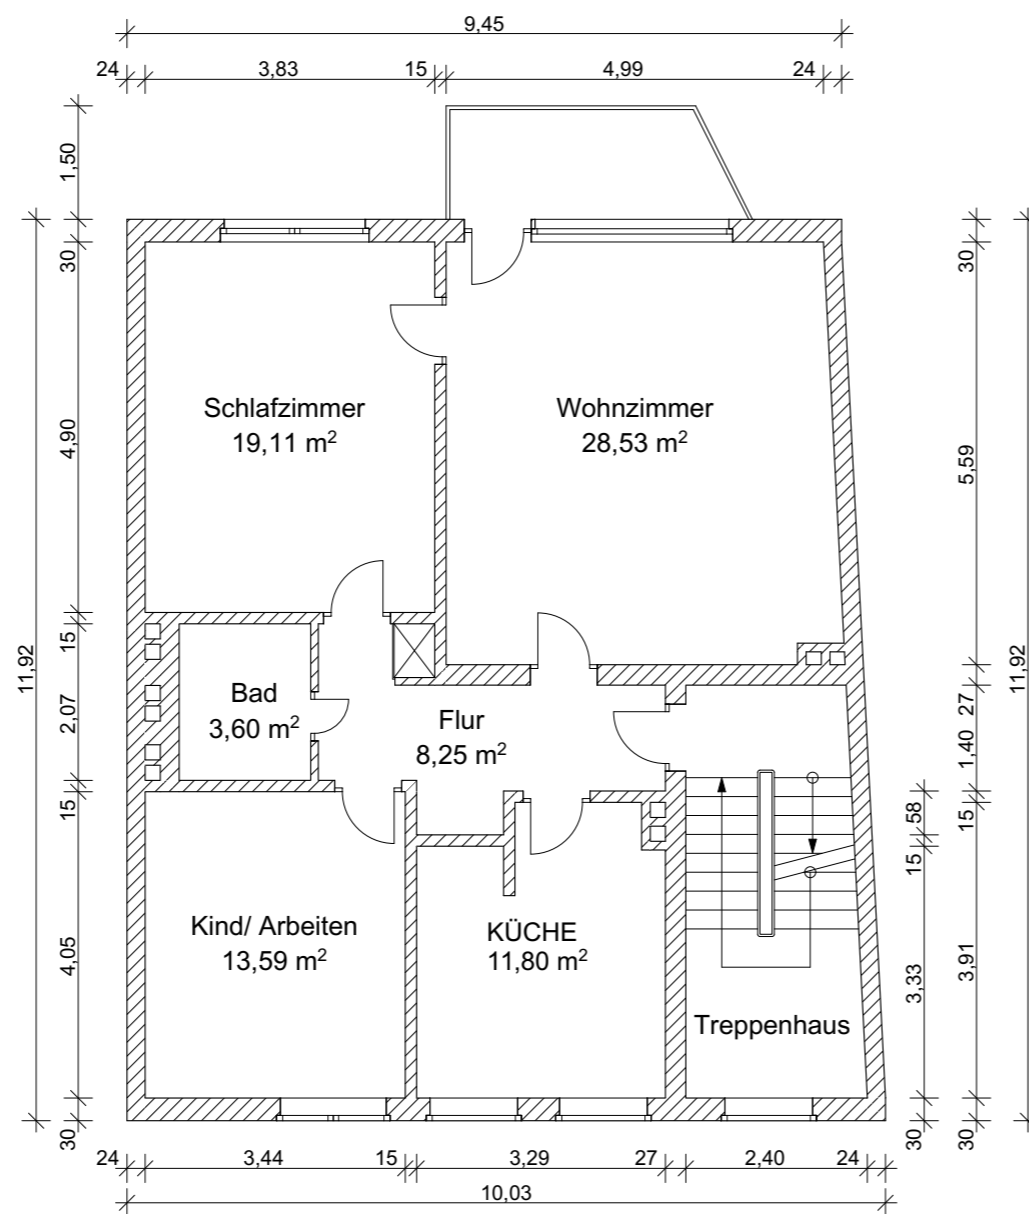 9,45
24 3,83 15 4,99 24
1,50
30
30
4,90
5,59
Schlafzimmer
19,11 m²
Wohnzimmer
28,53 m²
15
11,92
11,92
2,07
27
Bad
3,60 m²
Flur
8,25 m²
1,40
15
58
15
15
4,05
3,33
3,91
Kind/ Arbeiten
13,59 m²
KÜCHE
11,80 m²
Treppenhaus
30
30
30
24 3,44 15 3,29 27 2,40 24
10,03